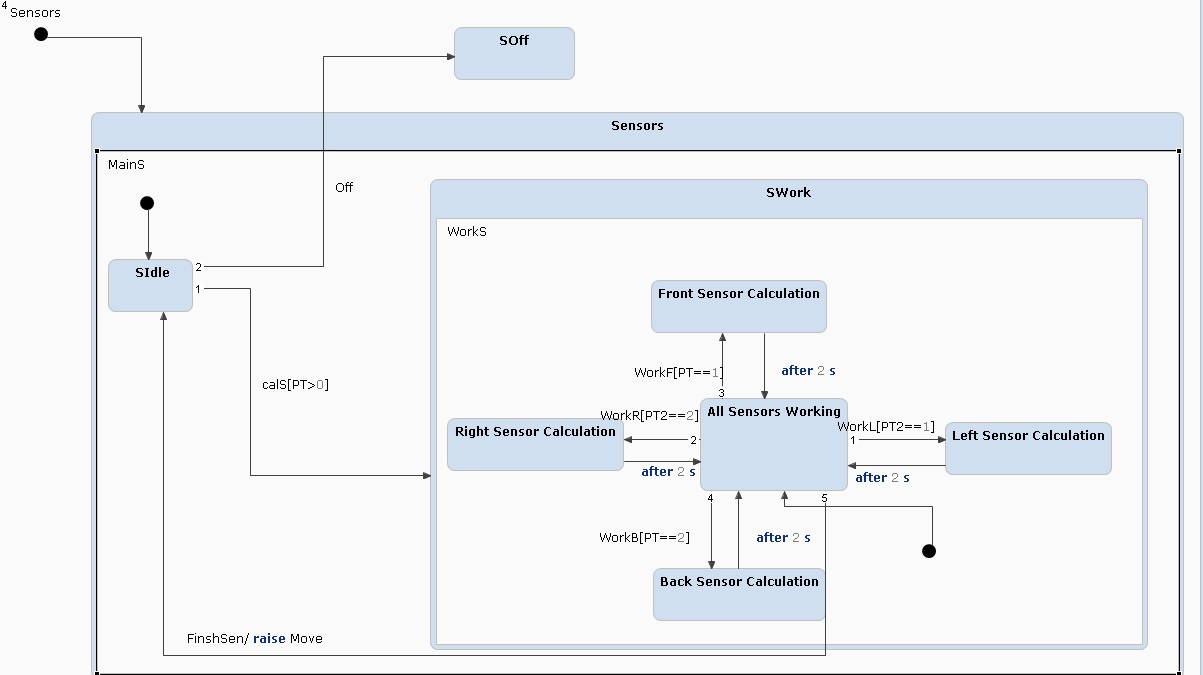 4
Sensors
SOff
Sensors
MainS
Off
SWork
WorkS
SIdle
2
1
Front Sensor Calculation
calS[PT>0]
WorkF[PT==1]
after 2 s
3
WorkR[PT2==2]
All Sensors Working
WorkL[PT2==1]
Right Sensor Calculation
2
1
Left Sensor Calculation
after 2 s
after 2 s
4
5
WorkB[PT==2]
after 2 s
Back Sensor Calculation
FinshSen/ raise Move